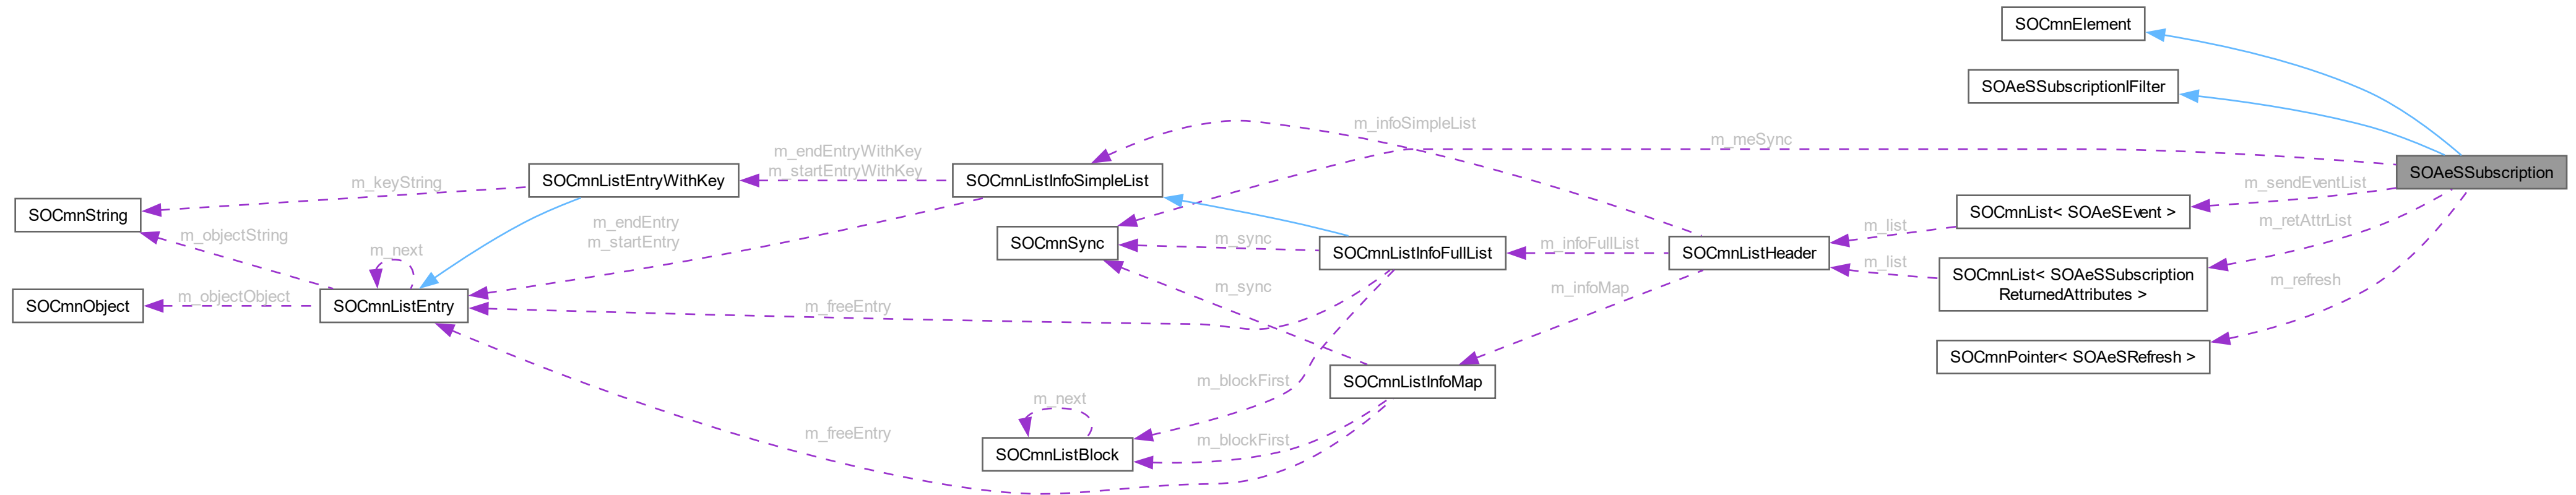 SOCmnElement
SOAeSSubscriptionIFilter
m_infoSimpleList
m_meSync
m_endEntryWithKey
m_startEntryWithKey
SOAeSSubscription
m_keyString
SOCmnListEntryWithKey
SOCmnListInfoSimpleList
m_sendEventList
SOCmnString
SOCmnList< SOAeSEvent >
m_endEntry
m_startEntry
m_retAttrList
m_list
m_objectString
m_next
SOCmnSync
m_sync
SOCmnListInfoFullList
m_infoFullList
SOCmnListHeader
m_list
SOCmnList< SOAeSSubscription
ReturnedAttributes >
m_refresh
SOCmnObject
m_objectObject
SOCmnListEntry
m_freeEntry
m_sync
m_infoMap
SOCmnPointer< SOAeSRefresh >
m_blockFirst
SOCmnListInfoMap
m_next
m_freeEntry
m_blockFirst
SOCmnListBlock